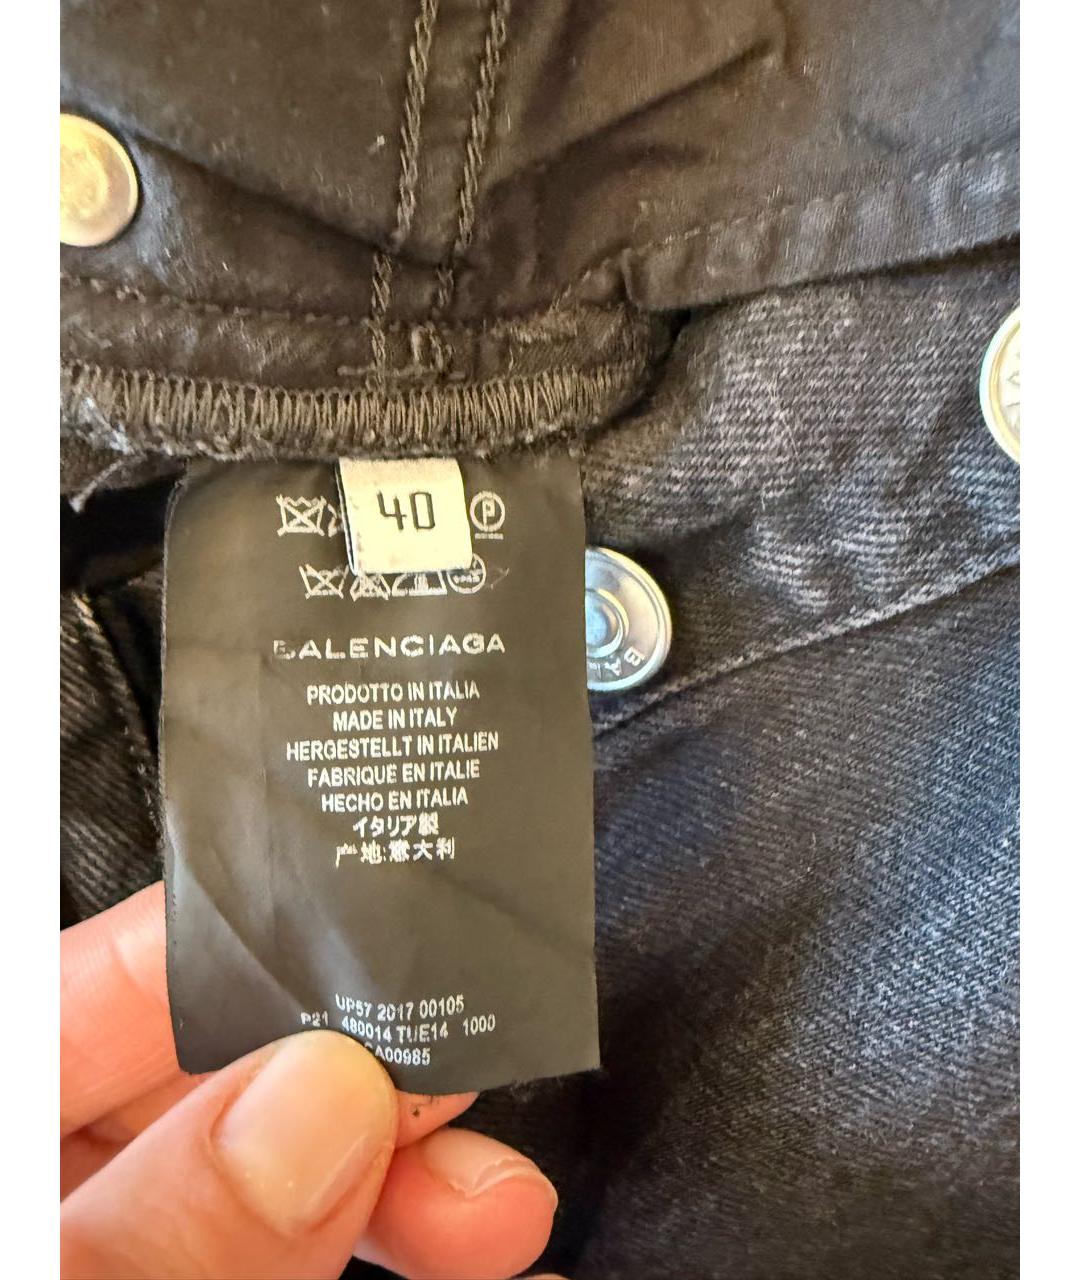 40
P
BALENCIAGA
PRODOTTO IN ITALIA
MADE IN ITALY
HERGESTELLT IN ITALIEN
FABRIQUE EN ITALIE
HECHO EN ITALIA
イタリア製
产地:意大利
UP57 2017 00105
P21 480014 TUE14 1000
CA00985